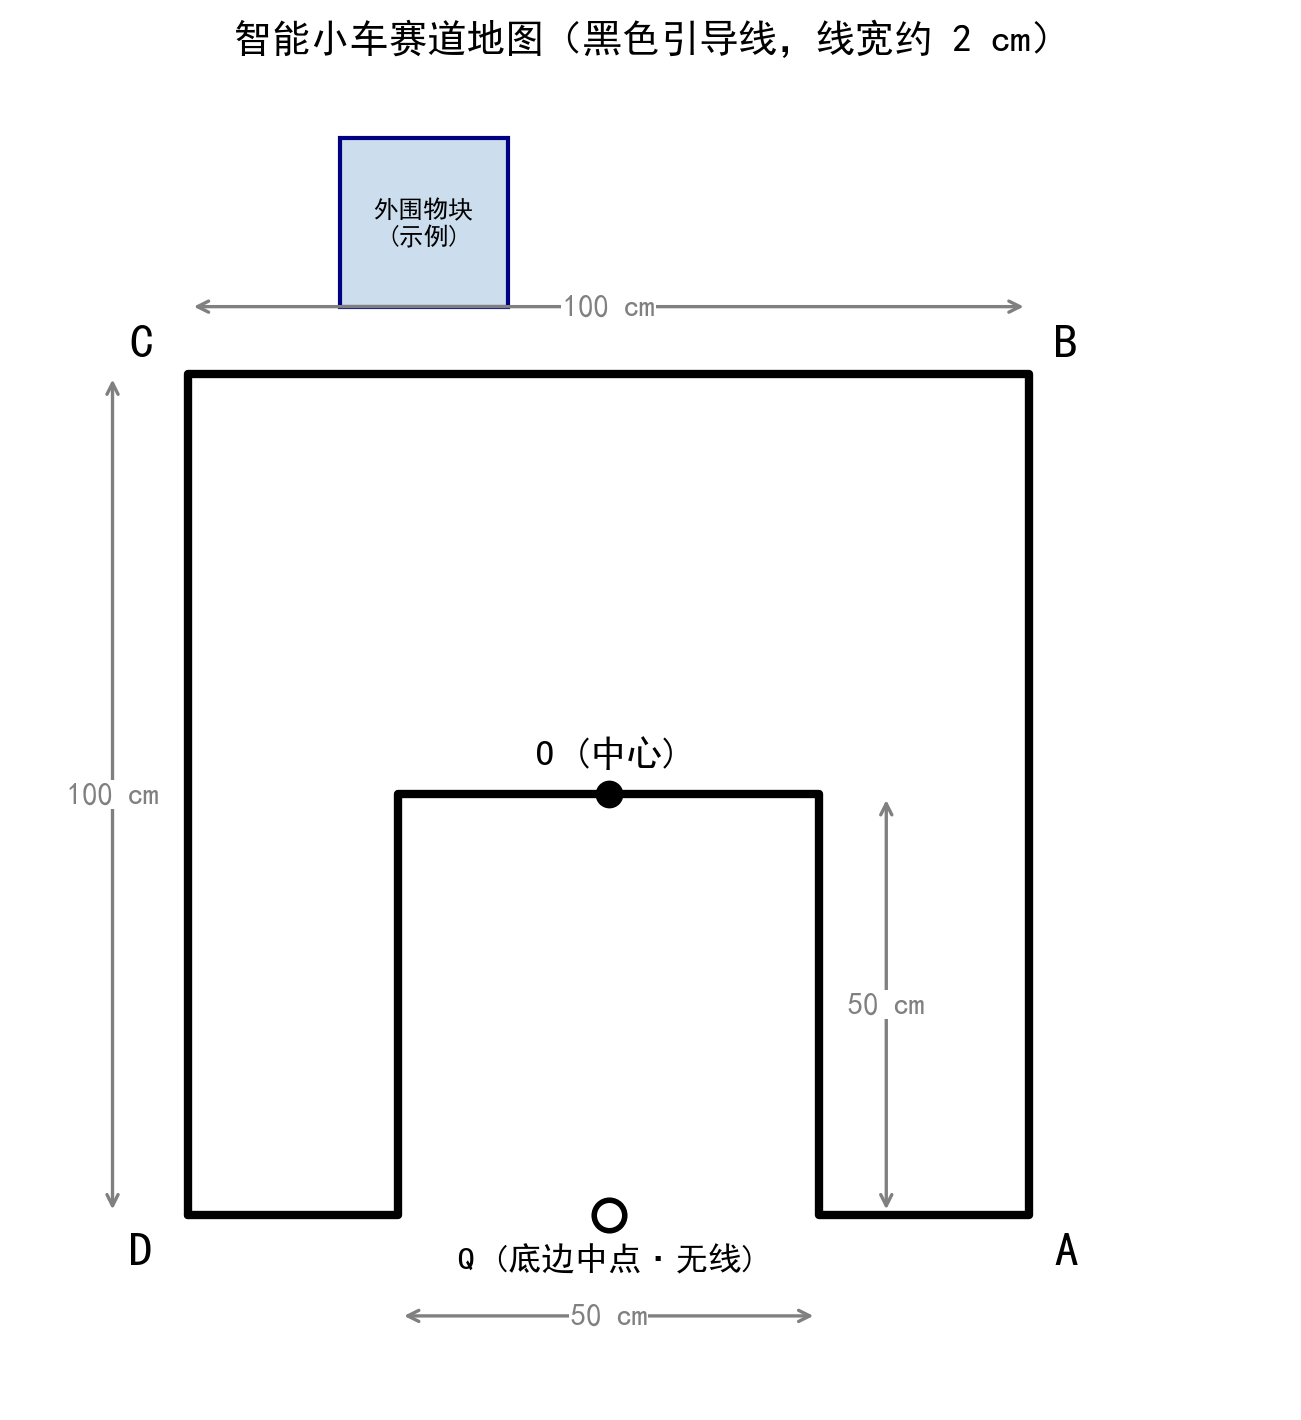 智能小车赛道地图（黑色引导线，线宽约 2 cm）
外围物块
(示例)
100 cm
C
B
O (中心)
100 cm
50 cm
D
A
Q (底边中点·无线)
50 cm